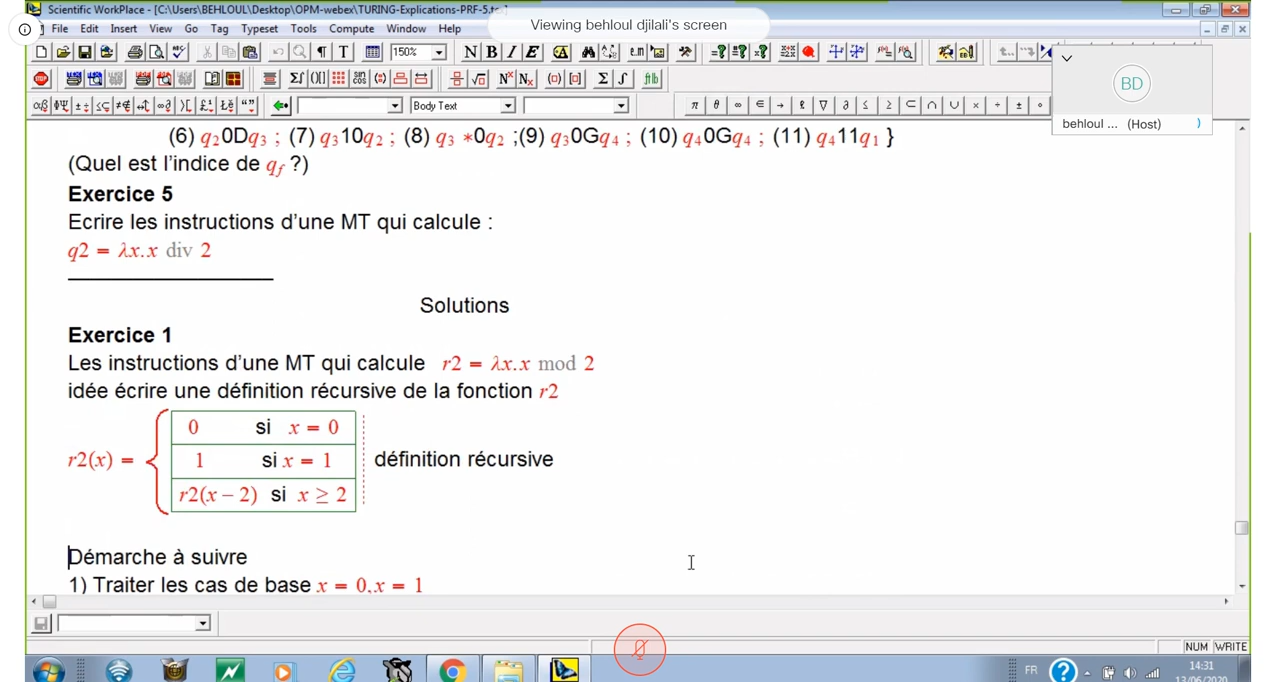 Scientific WorkPlace - [C:\Users\BEHLOUL\Desktop\OPM-webex\TURING-Explications-PRF-5.te
Viewing behloul djilali's screen
File Edit Insert View Go Tag Typeset Tools Compute Window Help
150%
Body Text
BD
behloul ... (Host)
(6) q₂0Dq₃ ; (7) q₃10q₂ ; (8) q₃ *0q₂ ;(9) q₃0Gq₄ ; (10) q₄0Gq₄ ; (11) q₄11q₁ }
(Quel est l'indice de q_f ?)
Exercice 5
Ecrire les instructions d'une MT qui calcule :
q2 = λx.x div 2
Solutions
Exercice 1
Les instructions d'une MT qui calcule r2 = λx.x mod 2
idée écrire une définition récursive de la fonction r2
0 si x = 0
r2(x) = { 1 si x = 1 définition récursive
r2(x − 2) si x ≥ 2
Démarche à suivre
1) Traiter les cas de base x = 0,x = 1
NUM WRITE
FR 14:31
13/06/2020